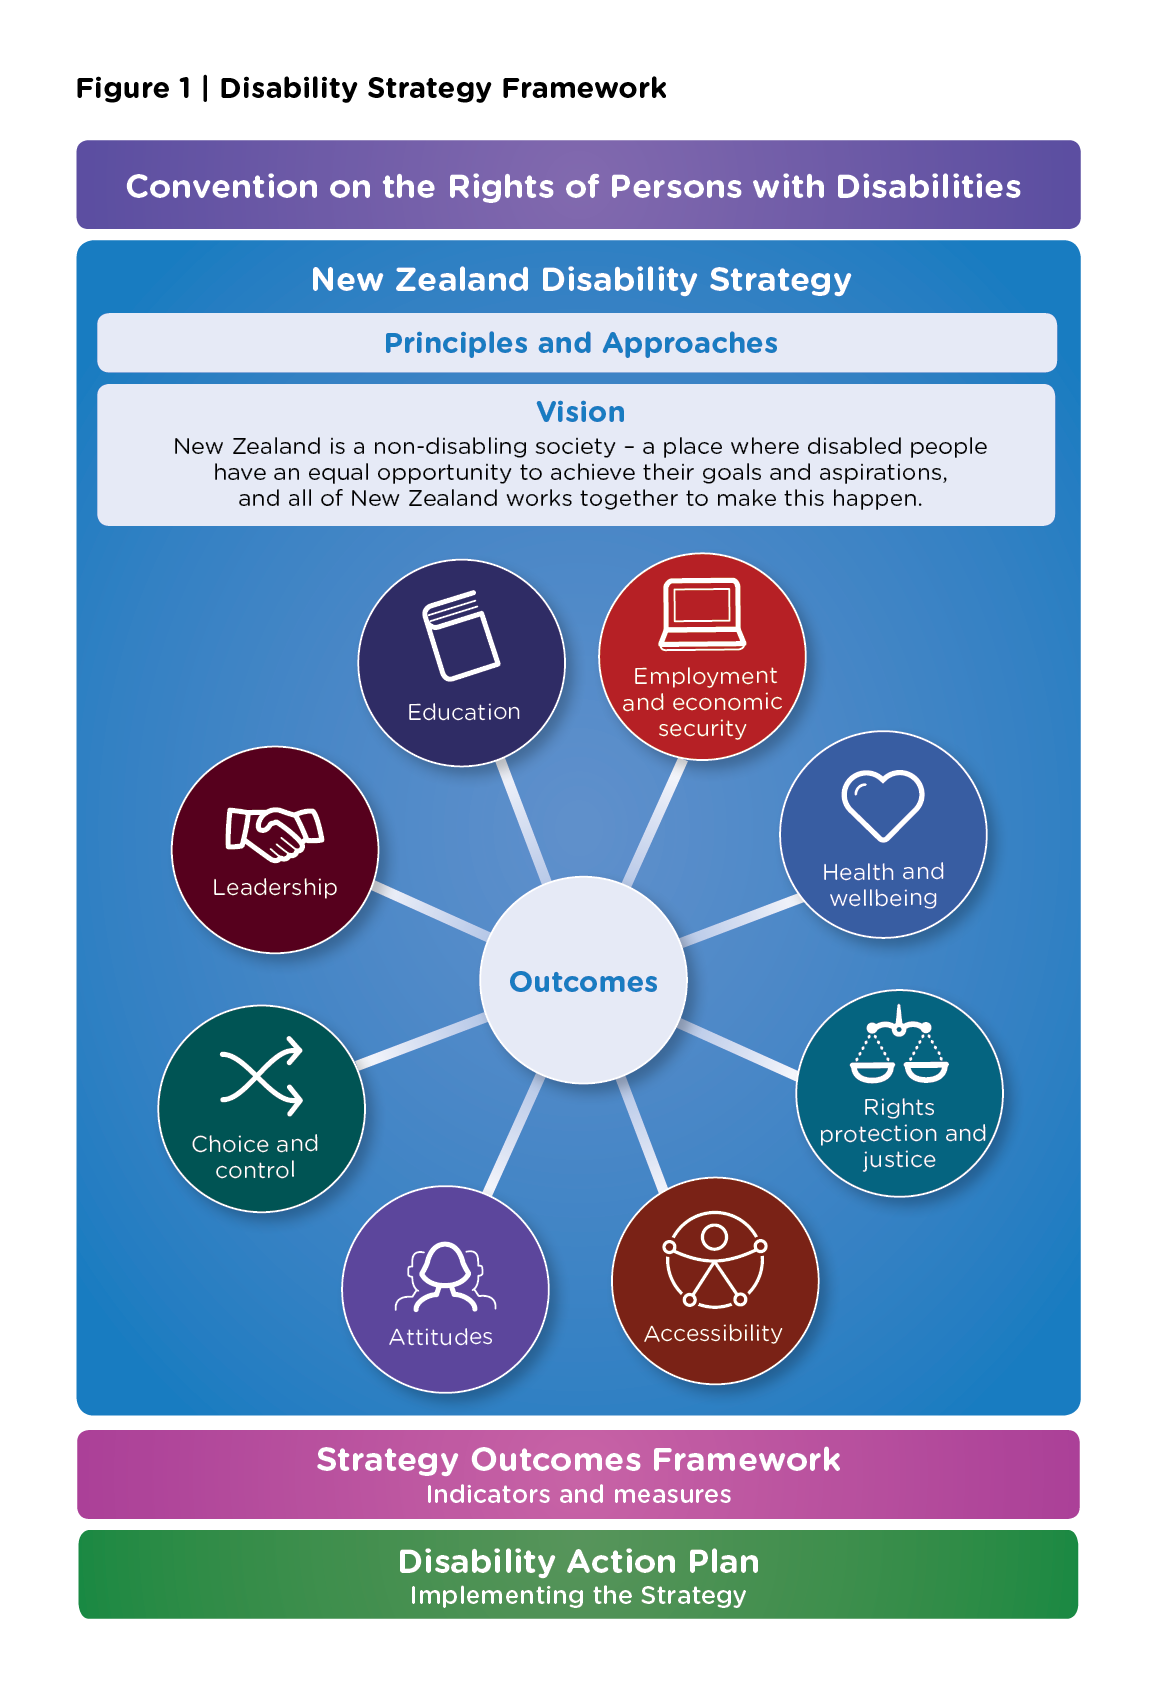 Figure 1 | Disability Strategy Framework
Convention on the Rights of Persons with Disabilities
New Zealand Disability Strategy
Principles and Approaches
Vision
New Zealand is a non-disabling society – a place where disabled people
have an equal opportunity to achieve their goals and aspirations,
and all of New Zealand works together to make this happen.
Education
Employment
and economic
security
Health and
wellbeing
Rights
protection and
justice
Accessibility
Attitudes
Choice and
control
Leadership
Outcomes
Strategy Outcomes Framework
Indicators and measures
Disability Action Plan
Implementing the Strategy